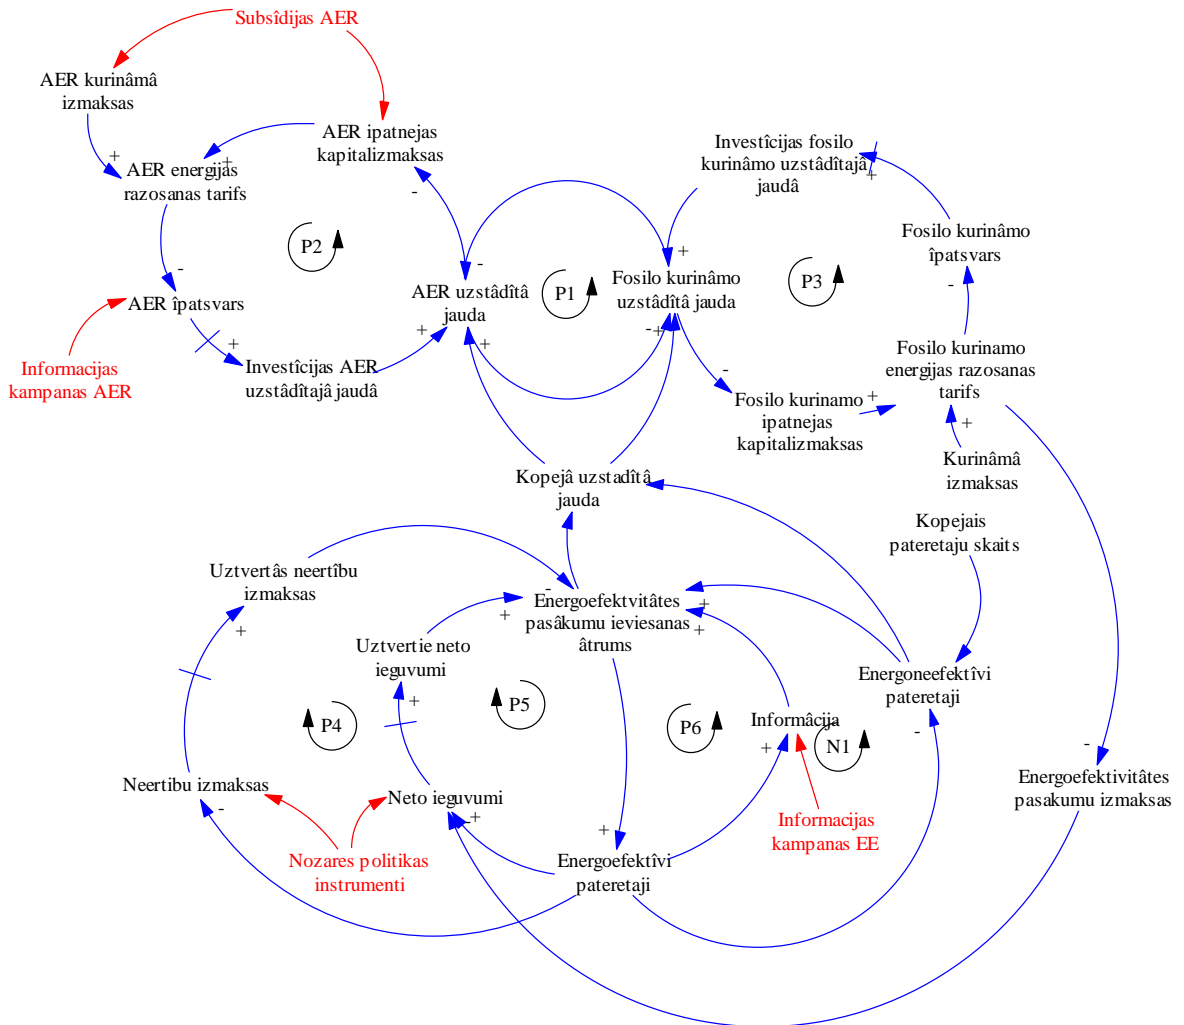 Subsîdijas AER
AER kurinâmâ
izmaksas
AER ipatnejas
kapitalizmaksas
Investîcijas fosilo
kurinâmo uzstâdîtajâ
jaudâ
+
+
+
AER energijas
razosanas tarifs
-
P2
Fosilo kurinâmo
îpatsvars
-
AER îpatsvars
-
AER uzstâdîtâ
jauda
P1
+
Fosilo kurinâmo
uzstâdîtâ jauda
P3
-
+
+
+
-
+
Informacijas
kampanas AER
Investîcijas AER
uzstâdîtajâ jaudâ
Fosilo kurinamo
energijas razosanas
tarifs
-
Fosilo kurinamo
ipatnejas
kapitalizmaksas
+
+
Kurinâmâ
izmaksas
Kopejâ uzstadîtâ
jauda
Kopejais
pateretaju skaits
Uztvertâs neertîbu
izmaksas
-
Energoefektvitâtes
pasâkumu ieviesanas
âtrums
+
+
+
+
Uztvertie neto
ieguvumi
Energoneefektîvi
pateretaji
+
P4
P5
P6
Informâcija
N1
-
+
-
Neertibu izmaksas
-
Neto ieguvumi
-
+
Energoefektivitâtes
pasakumu izmaksas
Informacijas
kampanas EE
+
Nozares politikas
instrumenti
Energoefektîvi
pateretaji